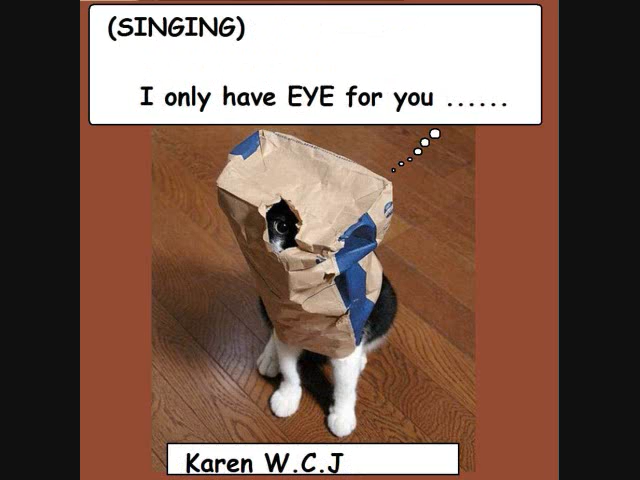 (SINGING)
I only have EYE for you ......
Karen W.C.J